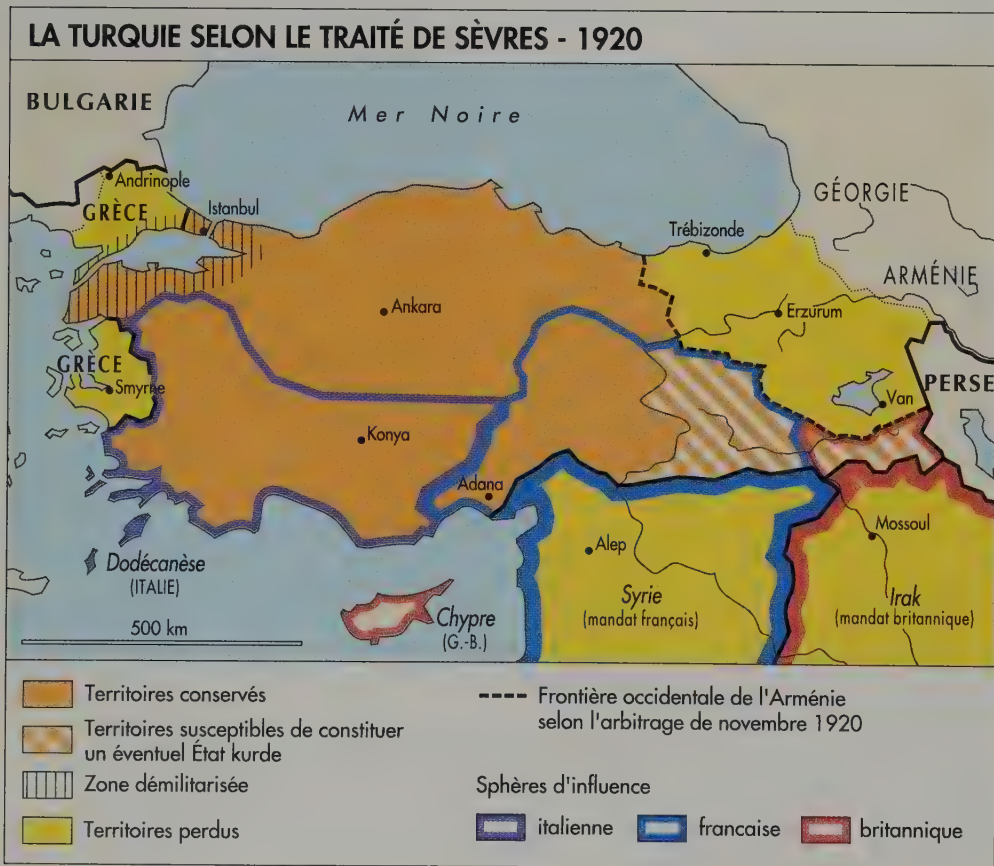 LA TURQUIE SELON LE TRAITÉ DE SÈVRES - 1920
BULGARIE
Mer Noire
Andrinople
GRÈCE
Istanbul
GÉORGIE
Trébizonde
ARMÉNIE
Ankara
Erzurum
GRÈCE
Smyrne
PERSE
Van
Konya
Adana
Mossoul
Alep
Dodécanèse
(ITALIE)
Syrie
(mandat français)
Irak
(mandat britannique)
Chypre
(G.-B.)
500 km
Territoires conservés
Territoires susceptibles de constituer
un éventuel État kurde
Zone démilitarisée
Territoires perdus
Frontière occidentale de l'Arménie
selon l'arbitrage de novembre 1920
Sphères d'influence
italienne
francaise
britannique